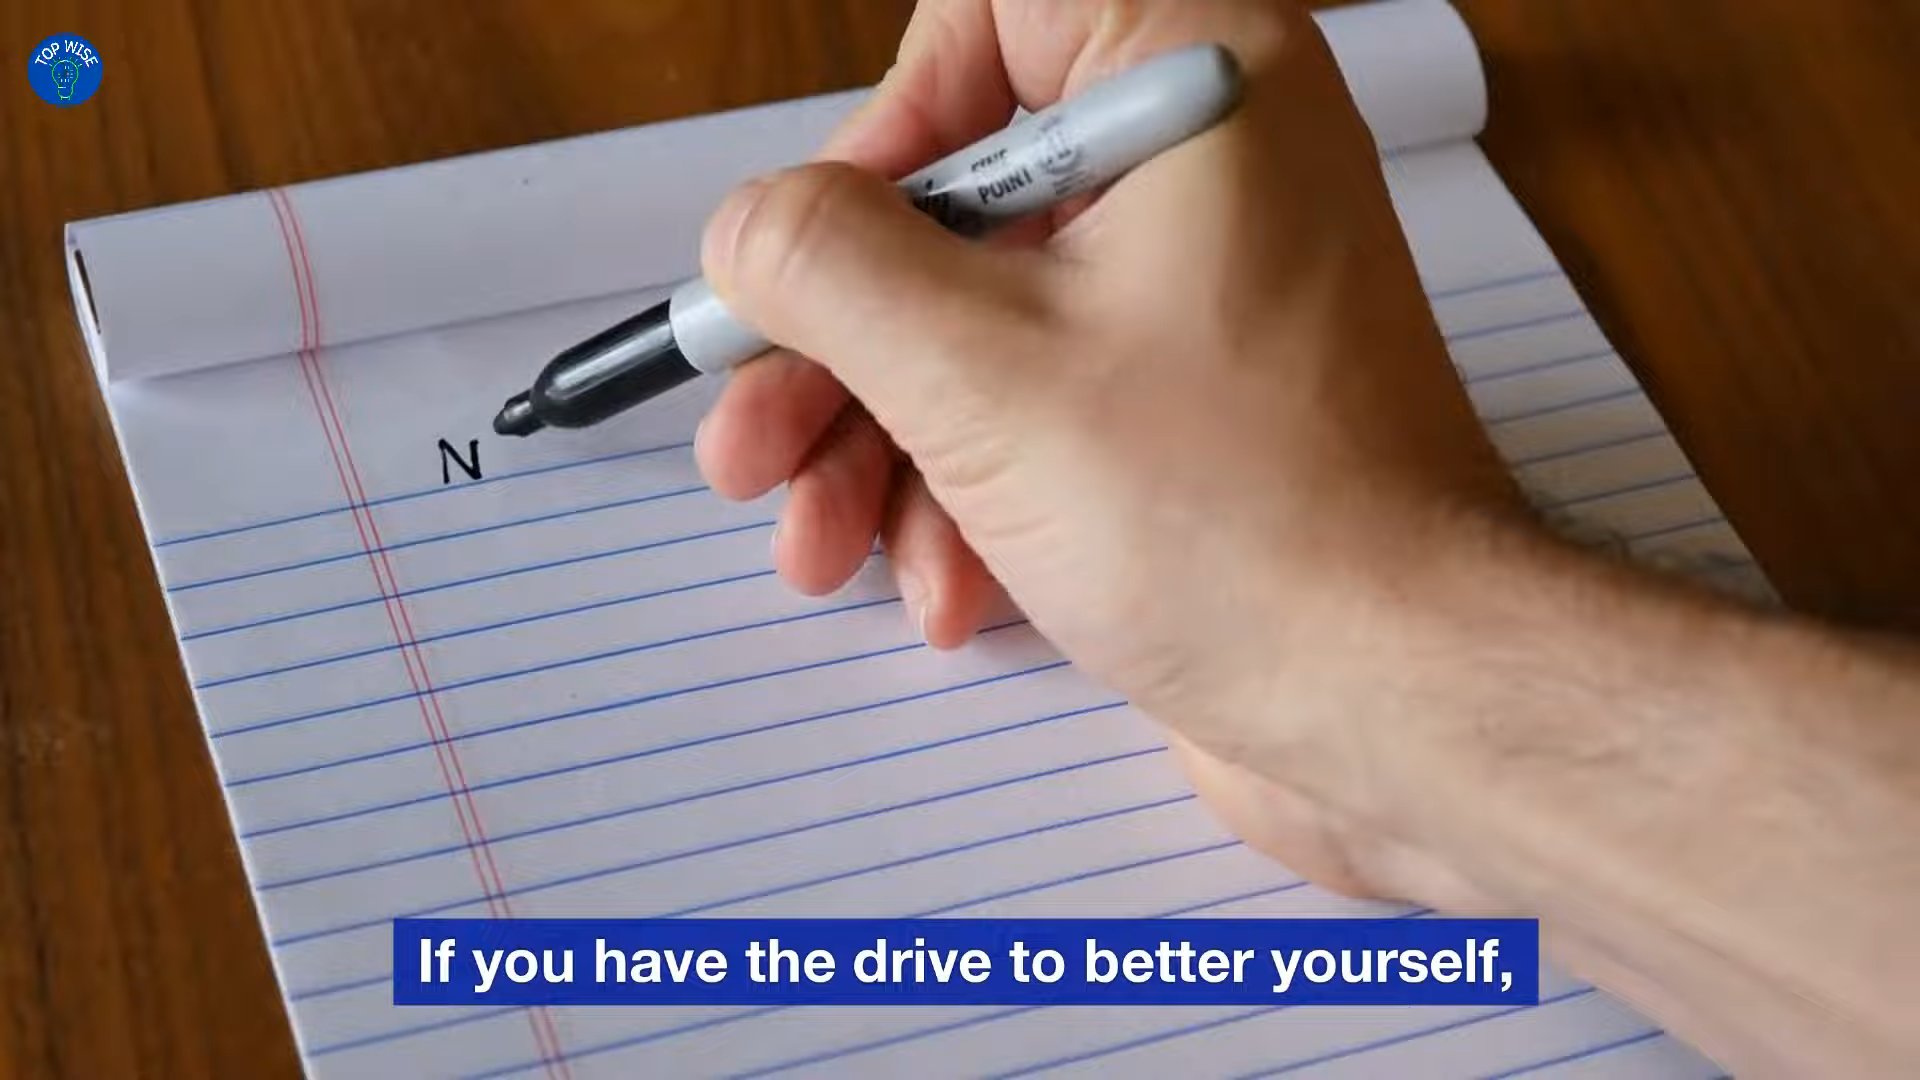 TOP WISE
FINE
POINT
N
If you have the drive to better yourself,